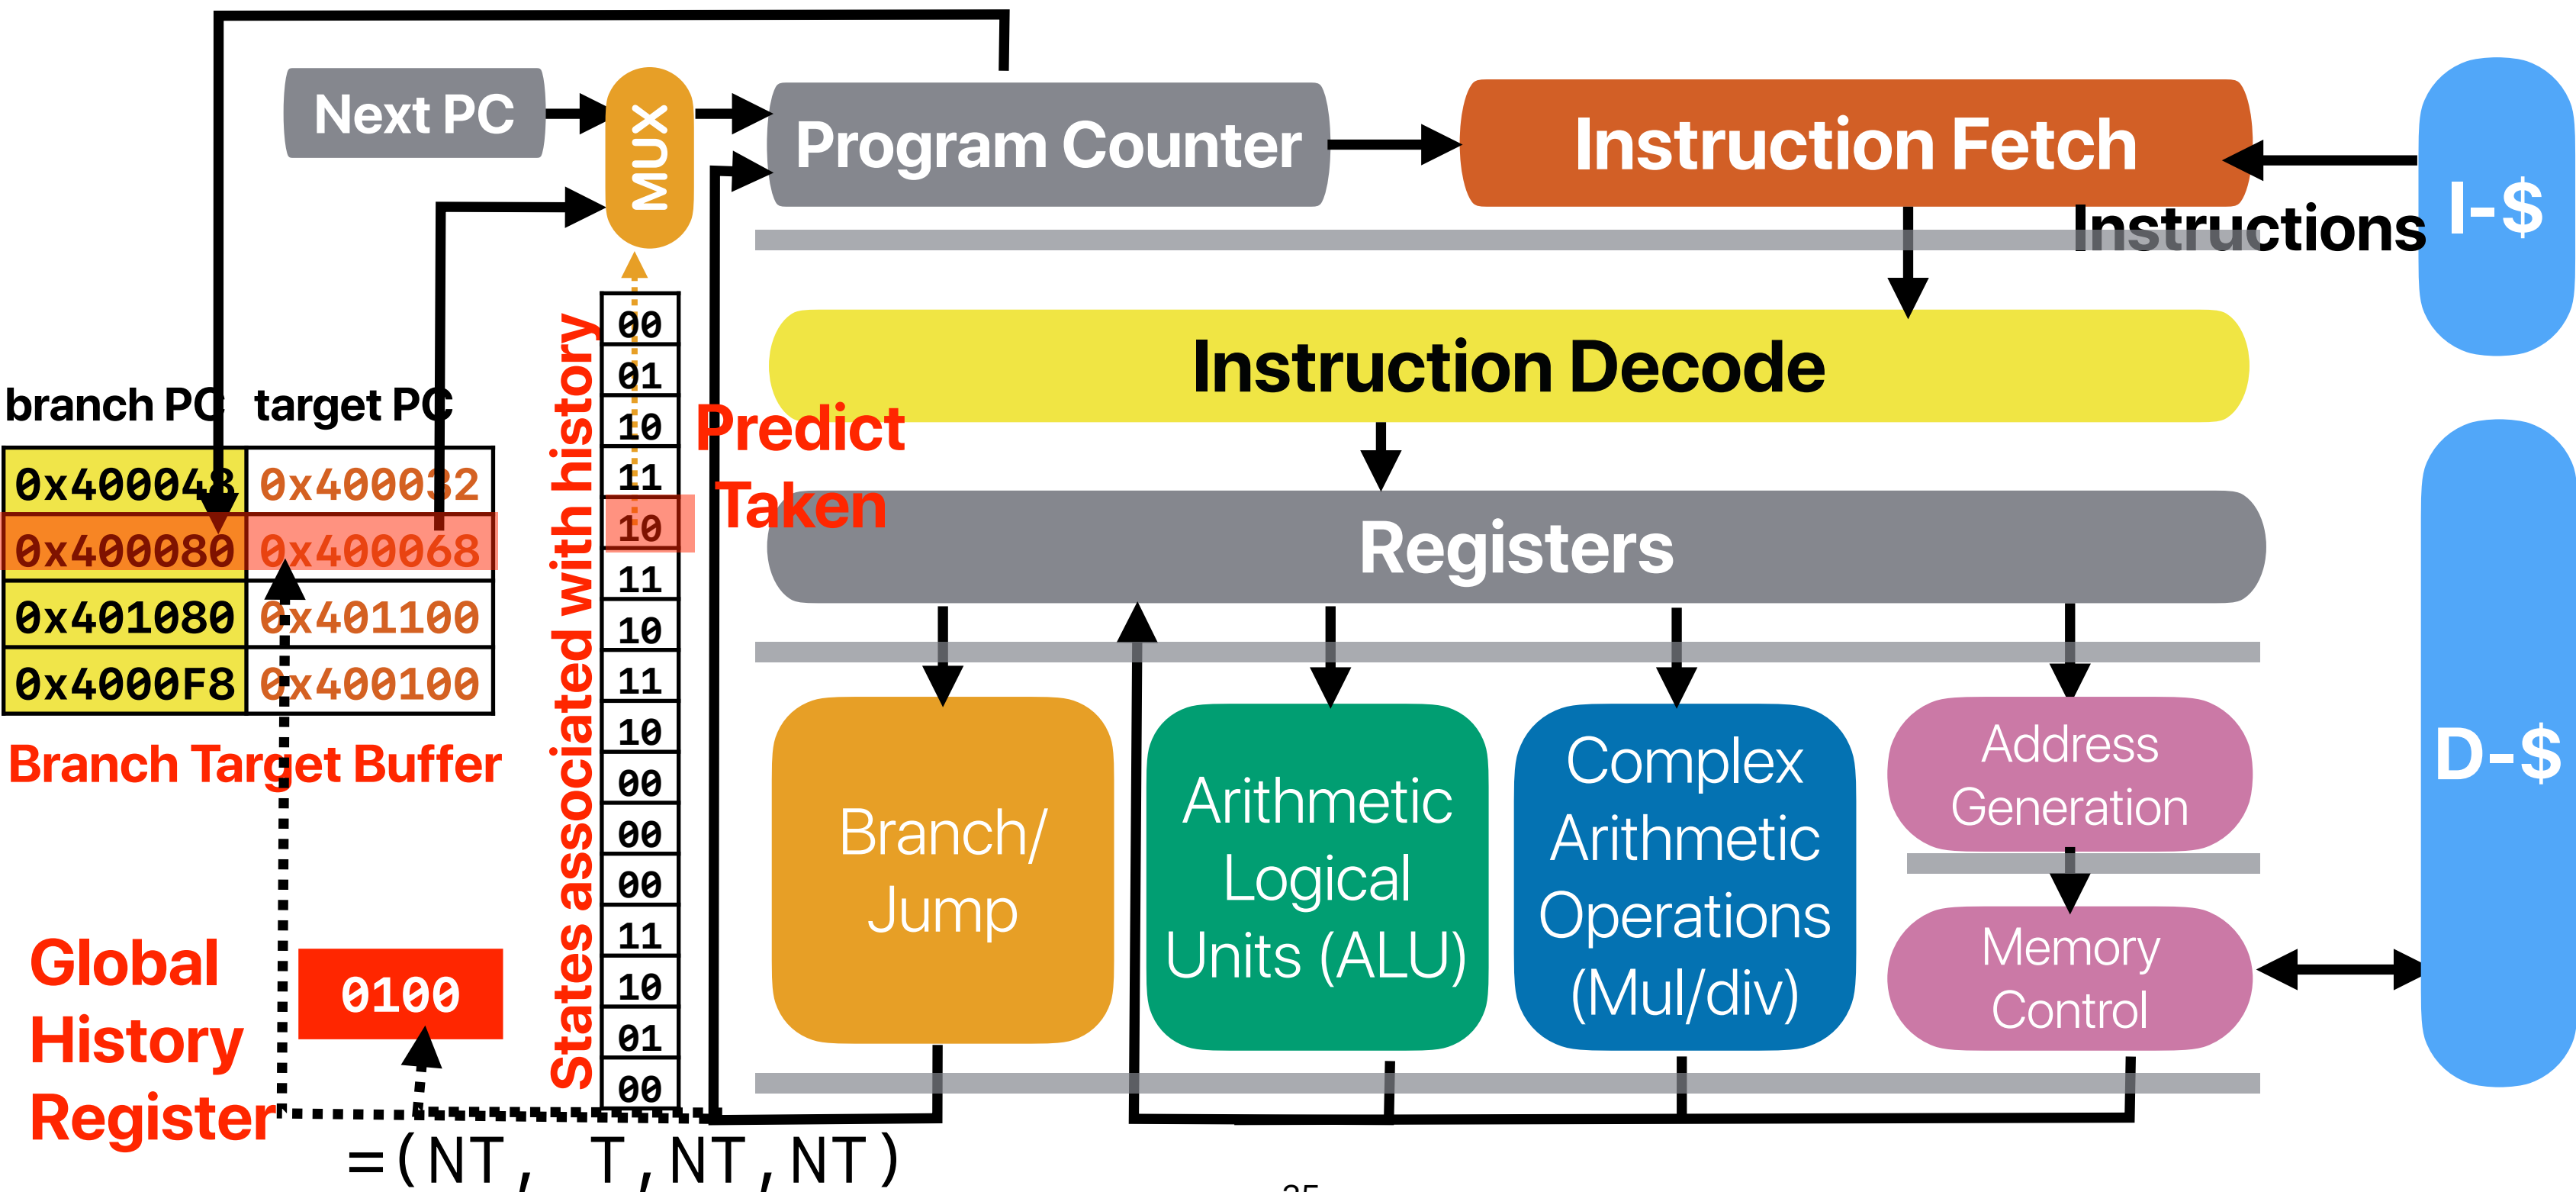 Next PC
MUX
Program Counter
Instruction Fetch
I-$
Instructions
Instruction Decode
Predict
Taken
Registers
branch PC target PC
0x400048 0x400032
0x400080 0x400068
0x401080 0x401100
0x4000F8 0x400100
Branch Target Buffer
States associated with history
00
01
10
11
10
11
10
11
10
00
00
00
11
10
01
00
Global
History
Register
0100
=(NT, T,NT,NT)
Branch/
Jump
Arithmetic
Logical
Units (ALU)
Complex
Arithmetic
Operations
(Mul/div)
Address
Generation
Memory
Control
D-$